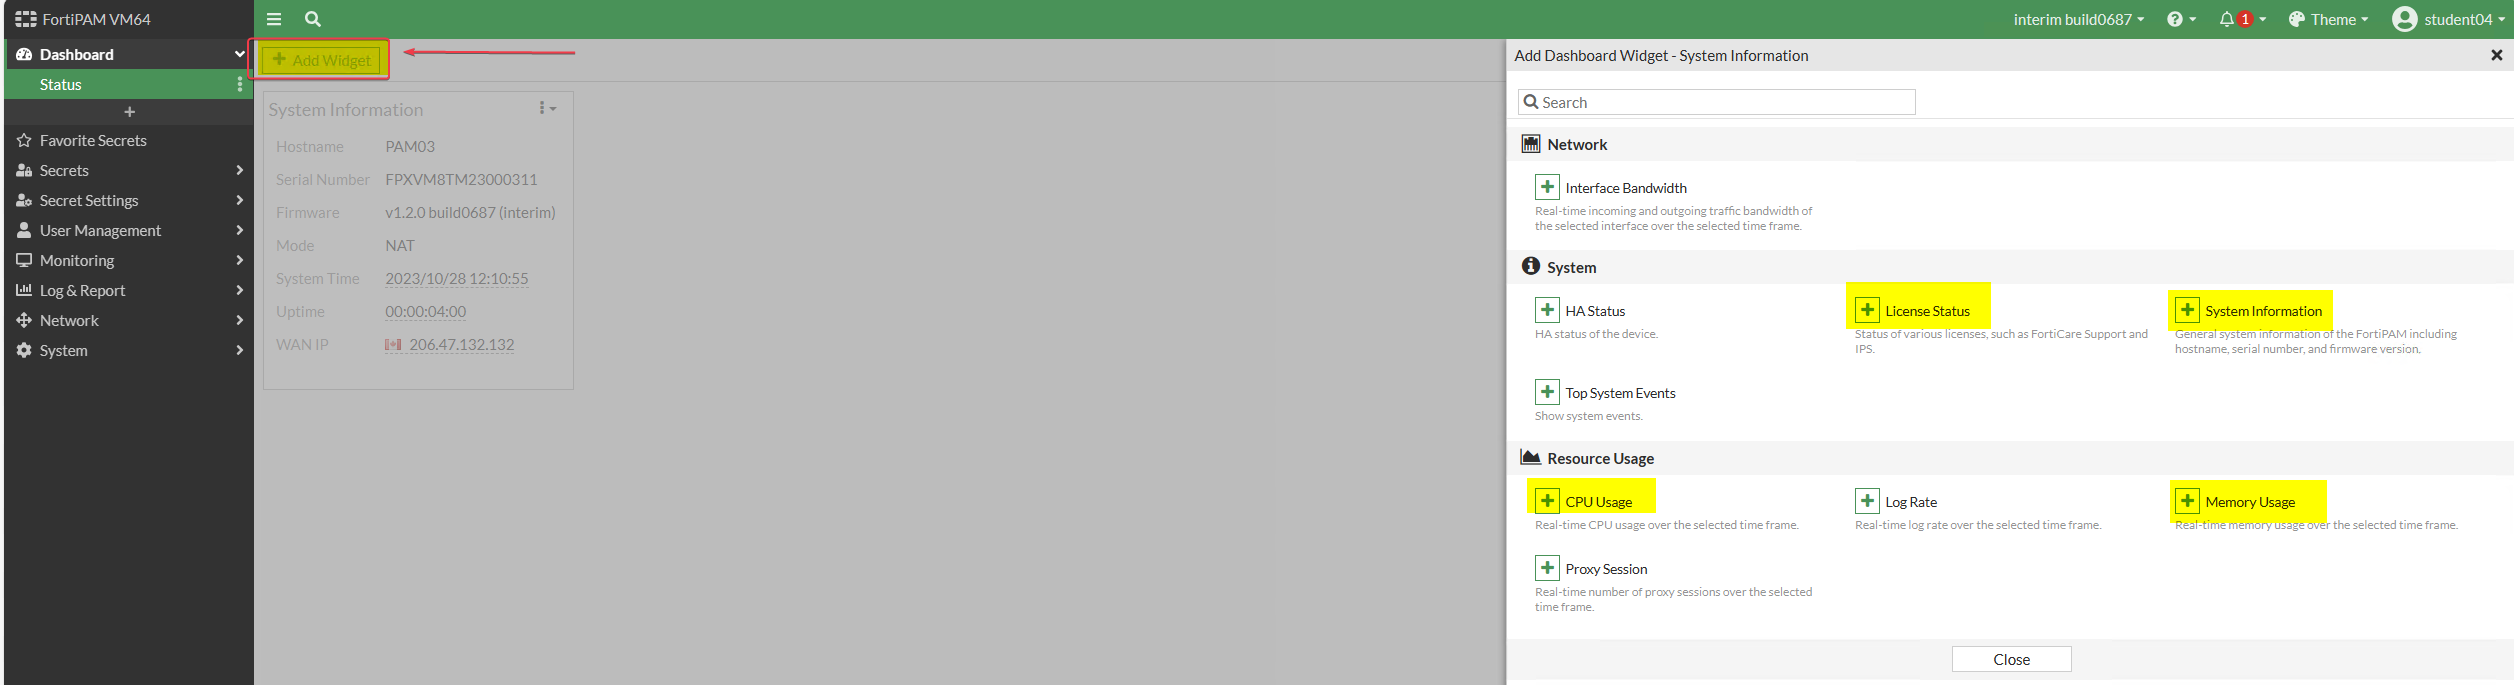 FortiPAM VM64
interim build0687
1
Theme
student04
Dashboard
Status
Favorite Secrets
Secrets
Secret Settings
User Management
Monitoring
Log & Report
Network
System
Add Widget
System Information
Hostname PAM03
Serial Number FPXVM8TM23000311
Firmware v1.2.0 build0687 (interim)
Mode NAT
System Time 2023/10/28 12:10:55
Uptime 00:00:04:00
WAN IP 206.47.132.132
Add Dashboard Widget - System Information
Search
Network
Interface Bandwidth
Real-time incoming and outgoing traffic bandwidth of
the selected interface over the selected time frame.
System
HA Status
HA status of the device.
License Status
Status of various licenses, such as FortiCare Support and
IPS.
System Information
General system information of the FortiPAM including
hostname, serial number, and firmware version.
Top System Events
Show system events.
Resource Usage
CPU Usage
Real-time CPU usage over the selected time frame.
Log Rate
Real-time log rate over the selected time frame.
Memory Usage
Real-time memory usage over the selected time frame.
Proxy Session
Real-time number of proxy sessions over the selected
time frame.
Close